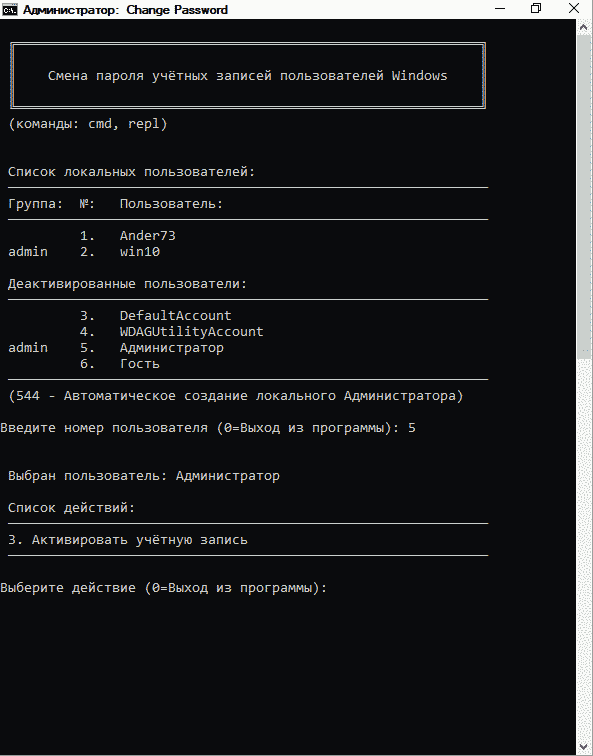 Администратор: Change Password
Смена пароля учётных записей пользователей Windows
(команды: cmd, repl)
Список локальных пользователей:
Группа: №: Пользователь:
1. Ander73
admin 2. win10
Деактивированные пользователи:
3. DefaultAccount
4. WDAGUtilityAccount
admin 5. Администратор
6. Гость
(544 - Автоматическое создание локального Администратора)
Введите номер пользователя (0=Выход из программы): 5
Выбран пользователь: Администратор
Список действий:
3. Активировать учётную запись
Выберите действие (0=Выход из программы):